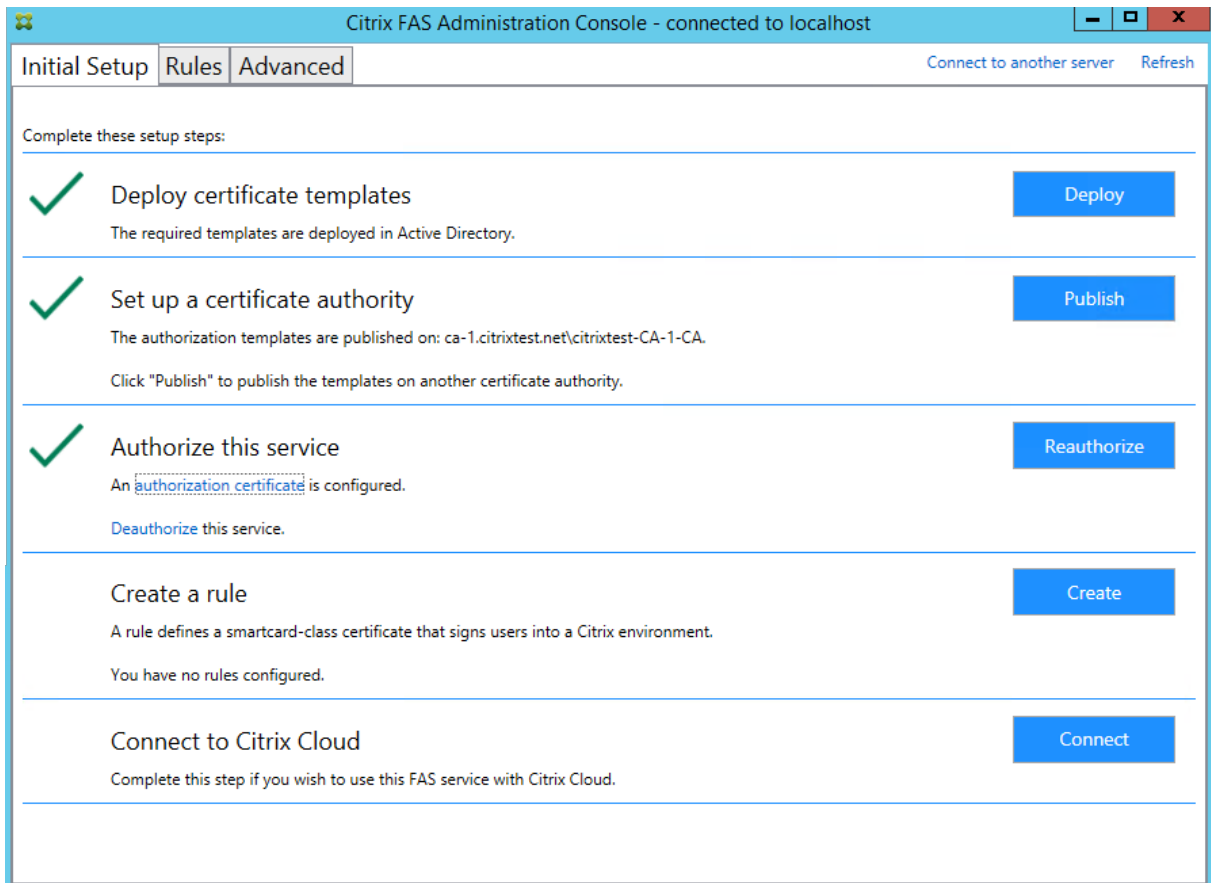 Citrix FAS Administration Console - connected to localhost
Initial Setup Rules Advanced Connect to another server Refresh
Complete these setup steps:
Deploy certificate templates
Deploy
The required templates are deployed in Active Directory.
Set up a certificate authority
Publish
The authorization templates are published on: ca-1.citrixtest.net\citrixtest-CA-1-CA.
Click "Publish" to publish the templates on another certificate authority.
Authorize this service
Reauthorize
An authorization certificate is configured.
Deauthorize this service.
Create a rule
Create
A rule defines a smartcard-class certificate that signs users into a Citrix environment.
You have no rules configured.
Connect to Citrix Cloud
Connect
Complete this step if you wish to use this FAS service with Citrix Cloud.